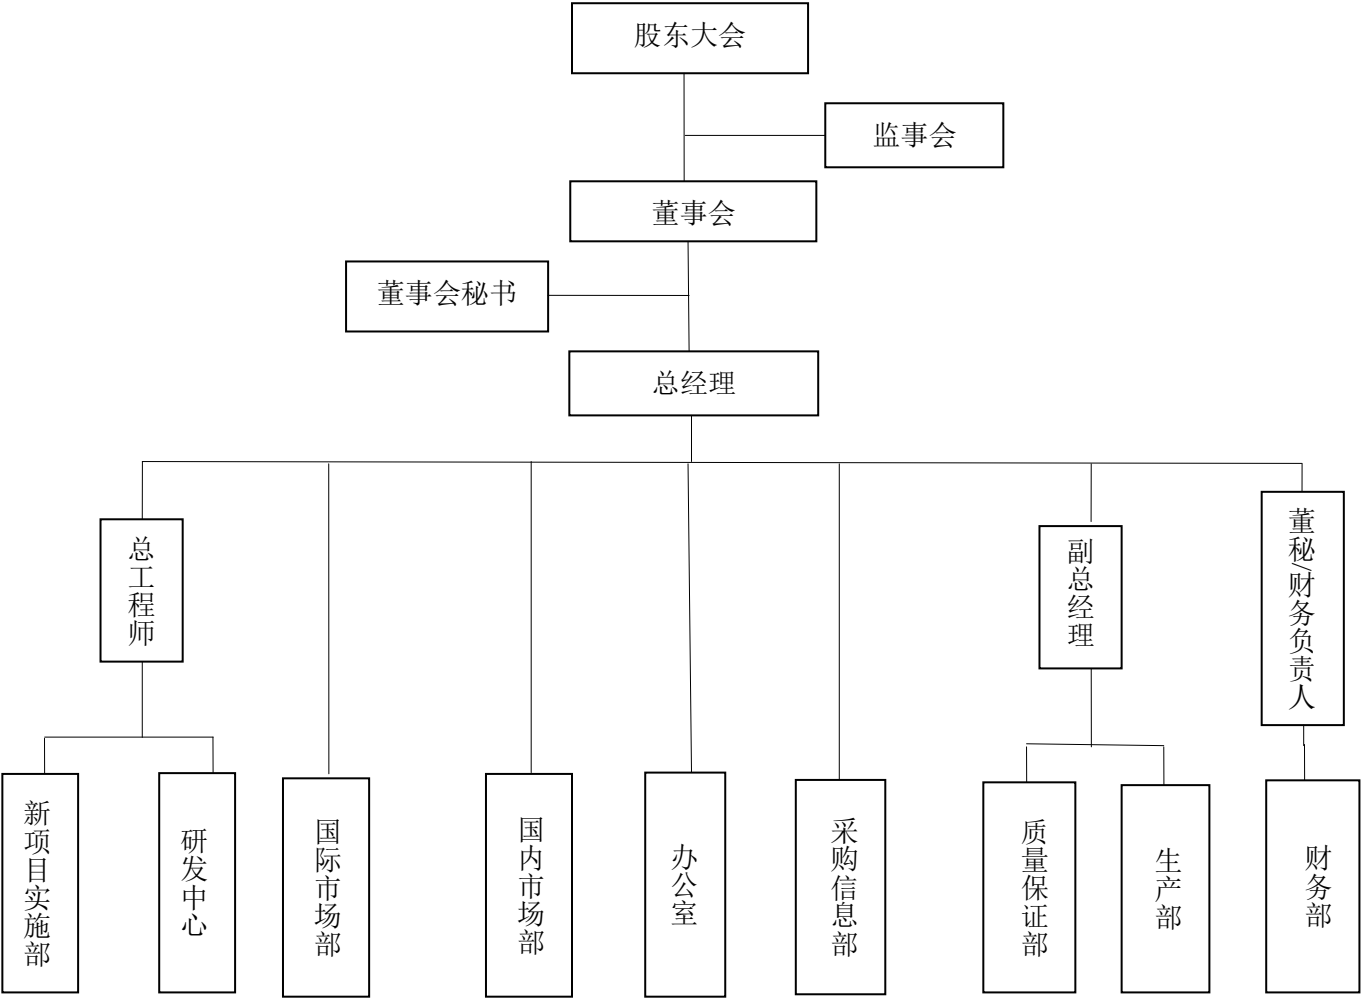 股东大会
监事会
董事会
董事会秘书
总经理
总工程师
副总经理
董秘/财务负责人
新项目实施部
研发中心
国际市场部
国内市场部
办公室
采购信息部
质量保证部
生产部
财务部